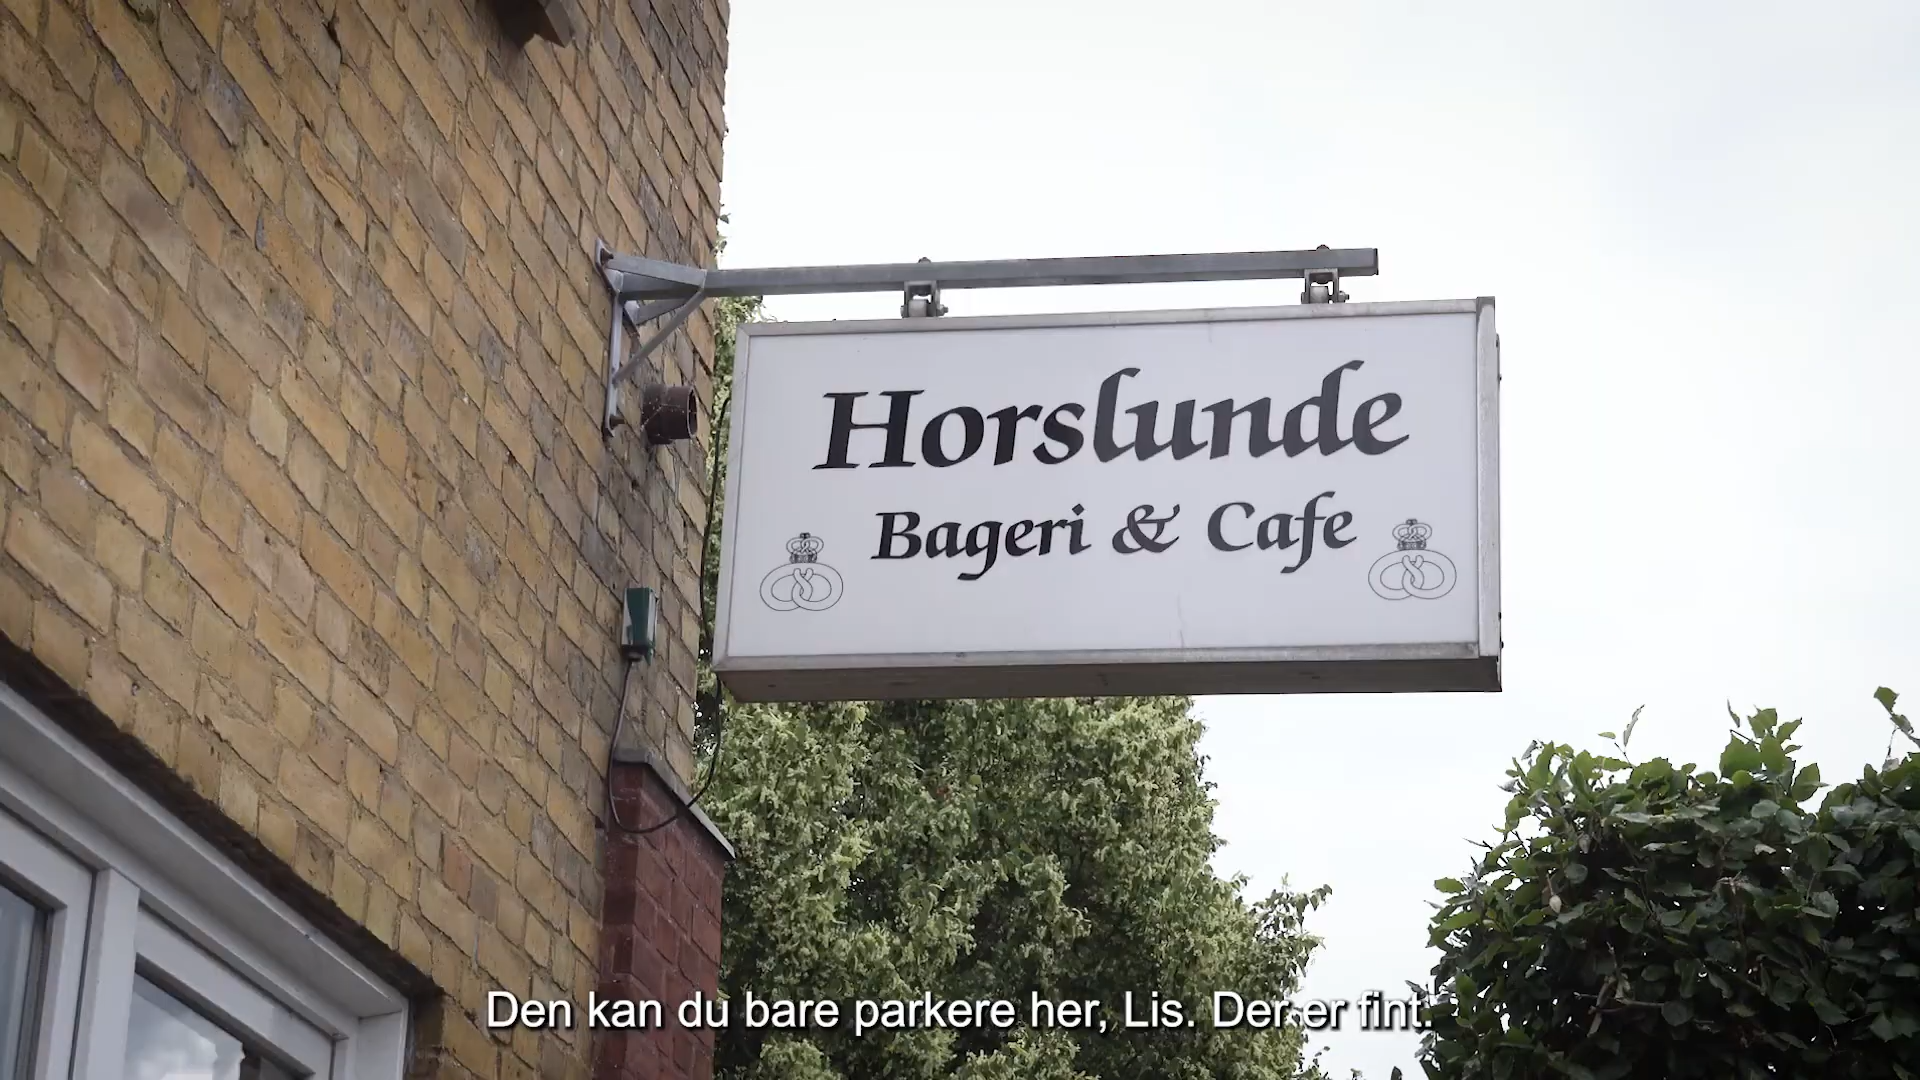 Horslunde
Bageri & Cafe
Den kan du bare parkere her, Lis. Der er fint.